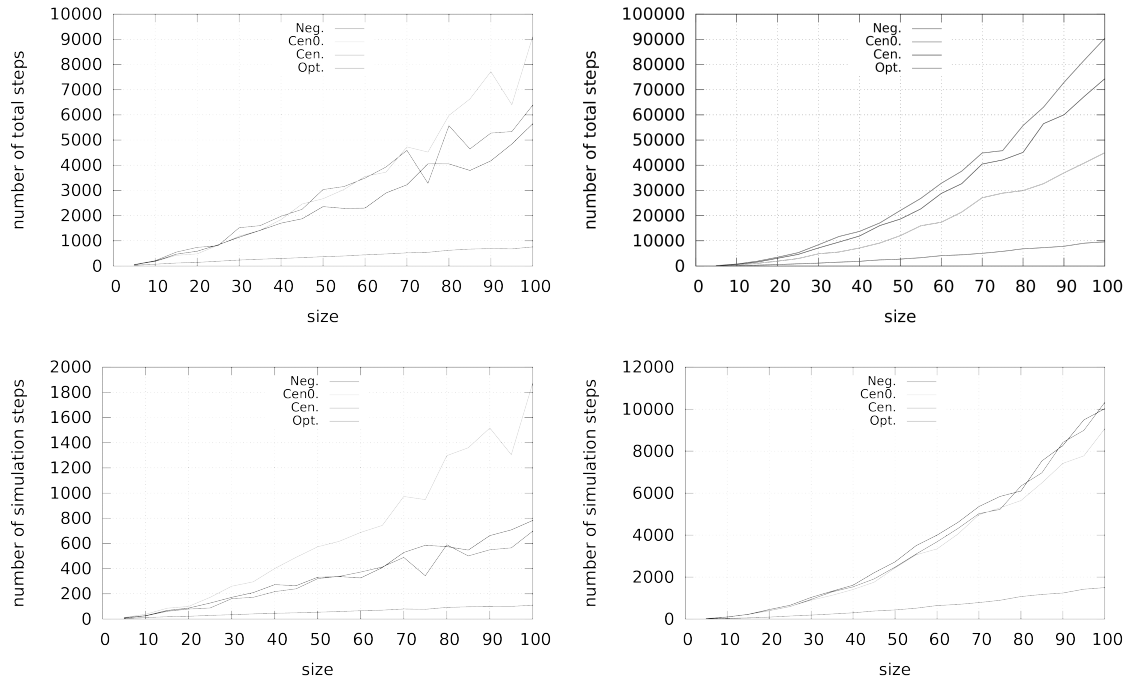 number of total steps
10000
9000
8000
7000
6000
5000
4000
3000
2000
1000
0
Neg.
Cen0.
Cen.
Opt.
0 10 20 30 40 50 60 70 80 90 100
size
number of total steps
100000
90000
80000
70000
60000
50000
40000
30000
20000
10000
0
Neg.
Cen0.
Cen.
Opt.
0 10 20 30 40 50 60 70 80 90 100
size
number of simulation steps
2000
1800
1600
1400
1200
1000
800
600
400
200
0
Neg.
Cen0.
Cen.
Opt.
0 10 20 30 40 50 60 70 80 90 100
size
number of simulation steps
12000
10000
8000
6000
4000
2000
0
Neg.
Cen0.
Cen.
Opt.
0 10 20 30 40 50 60 70 80 90 100
size